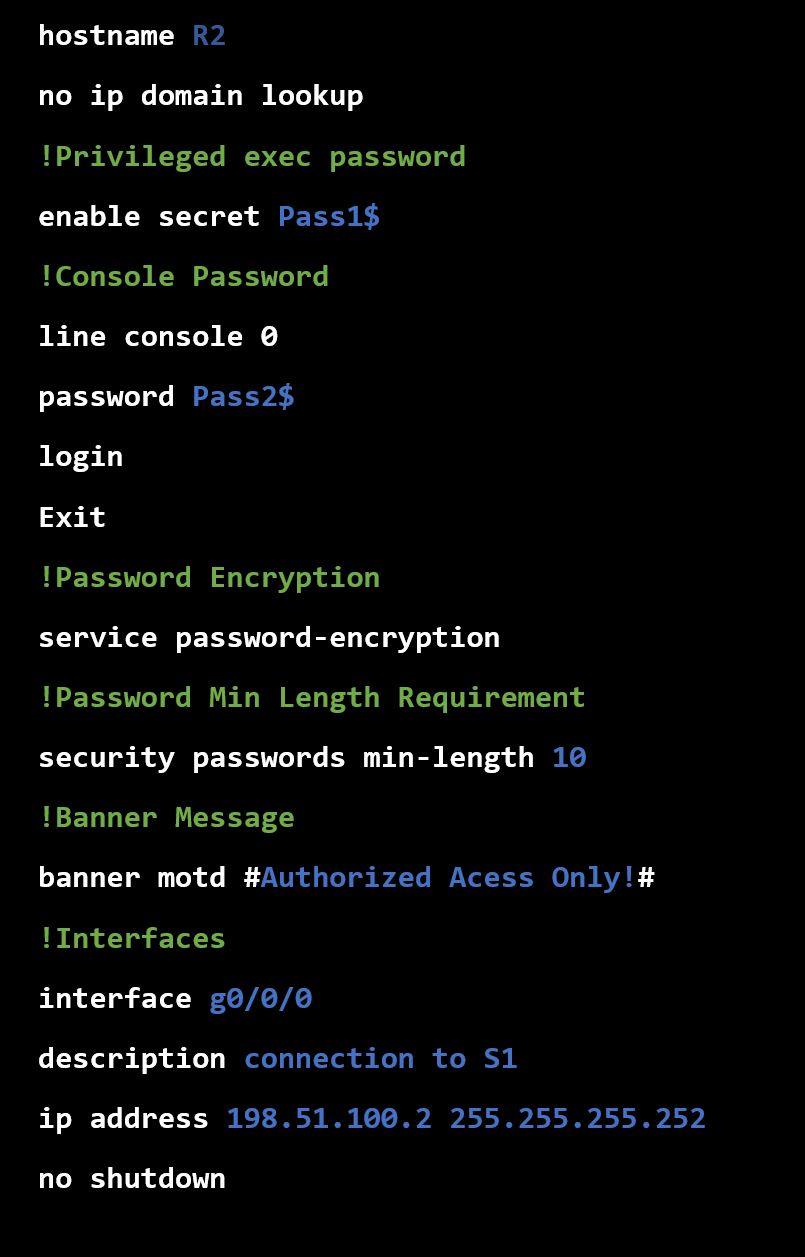 hostname R2
no ip domain lookup
!Privileged exec password
enable secret Pass1$
!Console Password
line console 0
password Pass2$
login
Exit
!Password Encryption
service password-encryption
!Password Min Length Requirement
security passwords min-length 10
!Banner Message
banner motd #Authorized Acess Only!#
!Interfaces
interface g0/0/0
description connection to S1
ip address 198.51.100.2 255.255.255.252
no shutdown